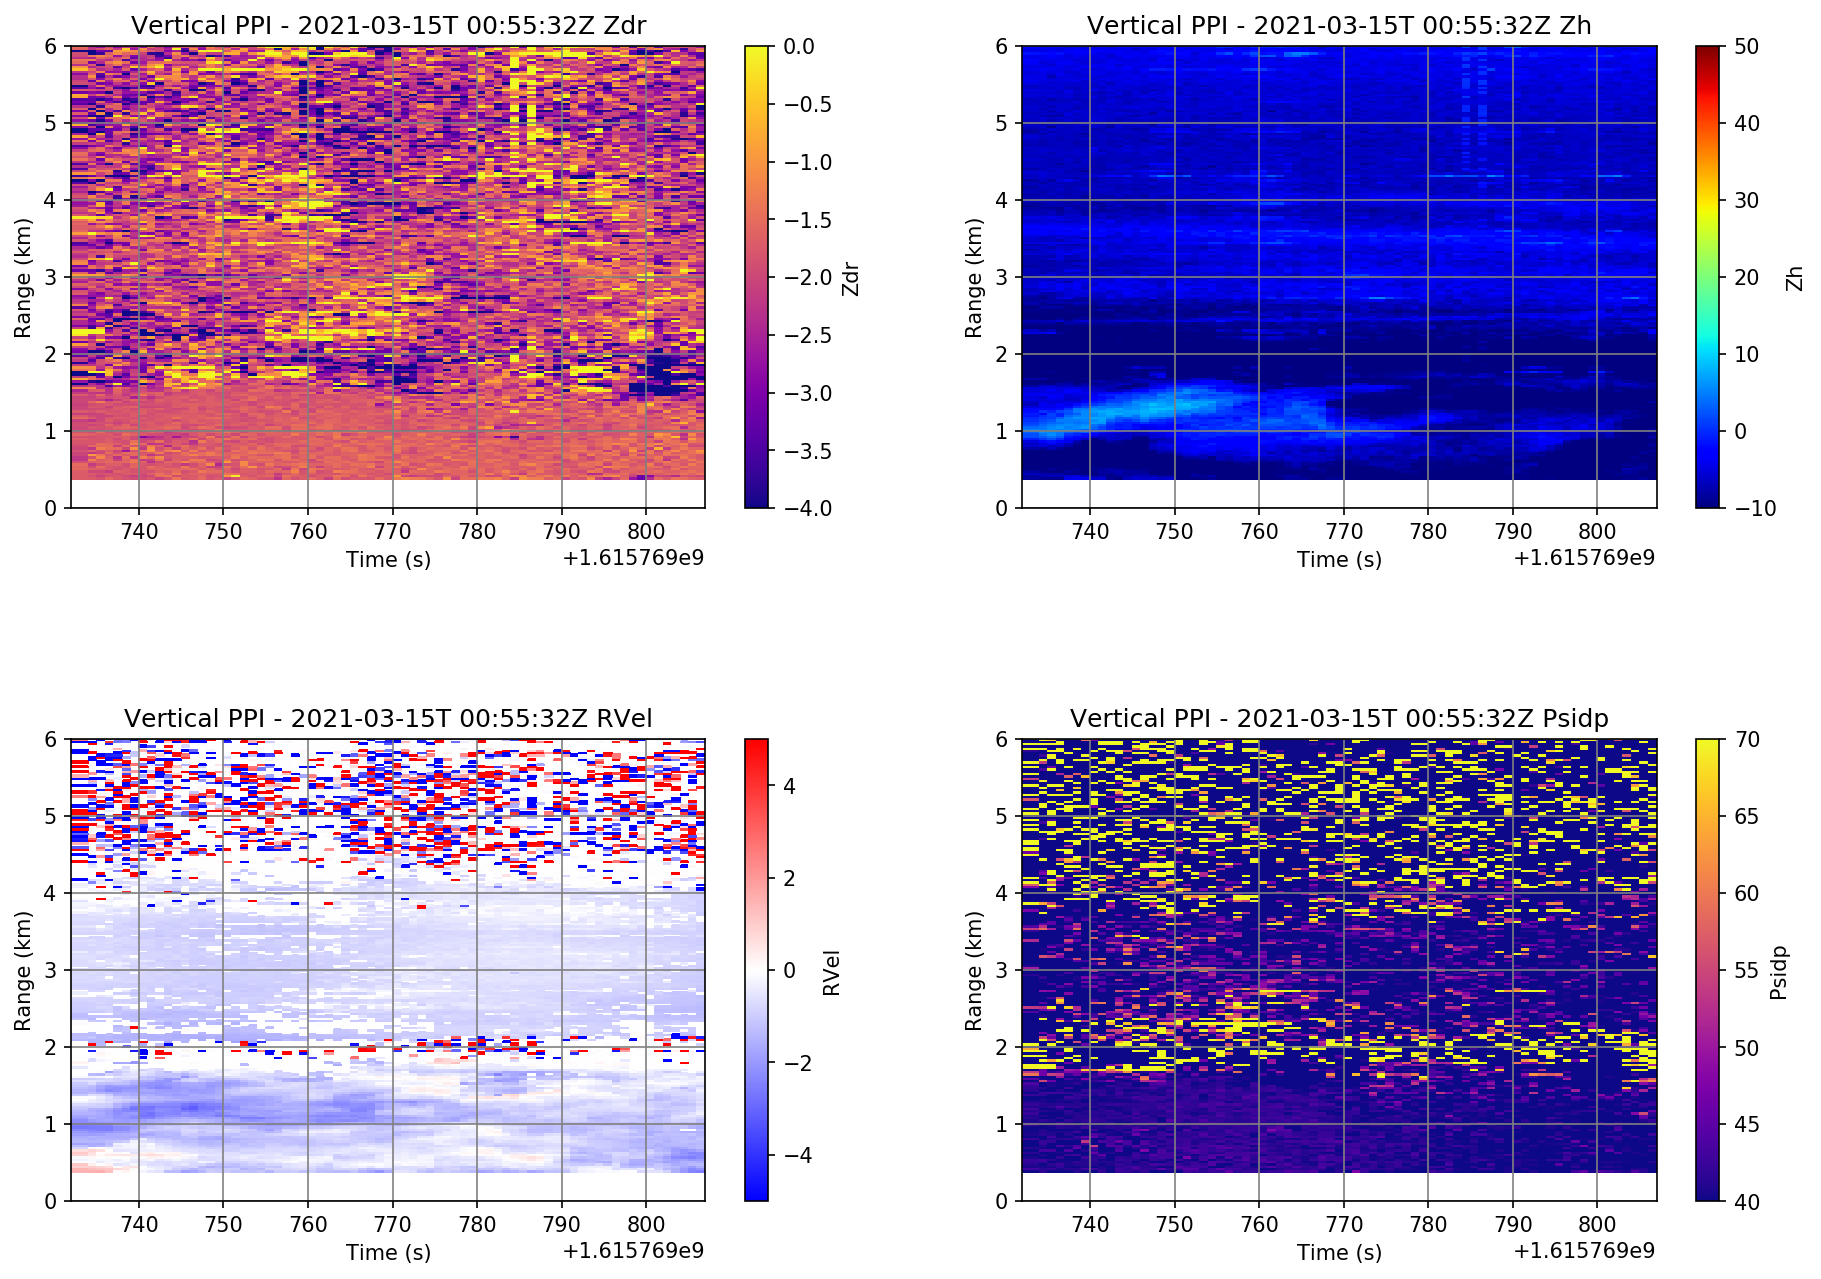 Vertical PPI - 2021-03-15T 00:55:32Z Zdr
6
5
4
3
2
1
0
Range (km)
740 750 760 770 780 790 800
Time (s)
+1.615769e9
0.0
−0.5
−1.0
−1.5
−2.0
−2.5
−3.0
−3.5
−4.0
Zdr
Vertical PPI - 2021-03-15T 00:55:32Z Zh
6
5
4
3
2
1
0
Range (km)
740 750 760 770 780 790 800
Time (s)
+1.615769e9
50
40
30
20
10
0
−10
Zh
Vertical PPI - 2021-03-15T 00:55:32Z RVel
6
5
4
3
2
1
0
Range (km)
740 750 760 770 780 790 800
Time (s)
+1.615769e9
4
2
0
−2
−4
RVel
Vertical PPI - 2021-03-15T 00:55:32Z Psidp
6
5
4
3
2
1
0
Range (km)
740 750 760 770 780 790 800
Time (s)
+1.615769e9
70
65
60
55
50
45
40
Psidp